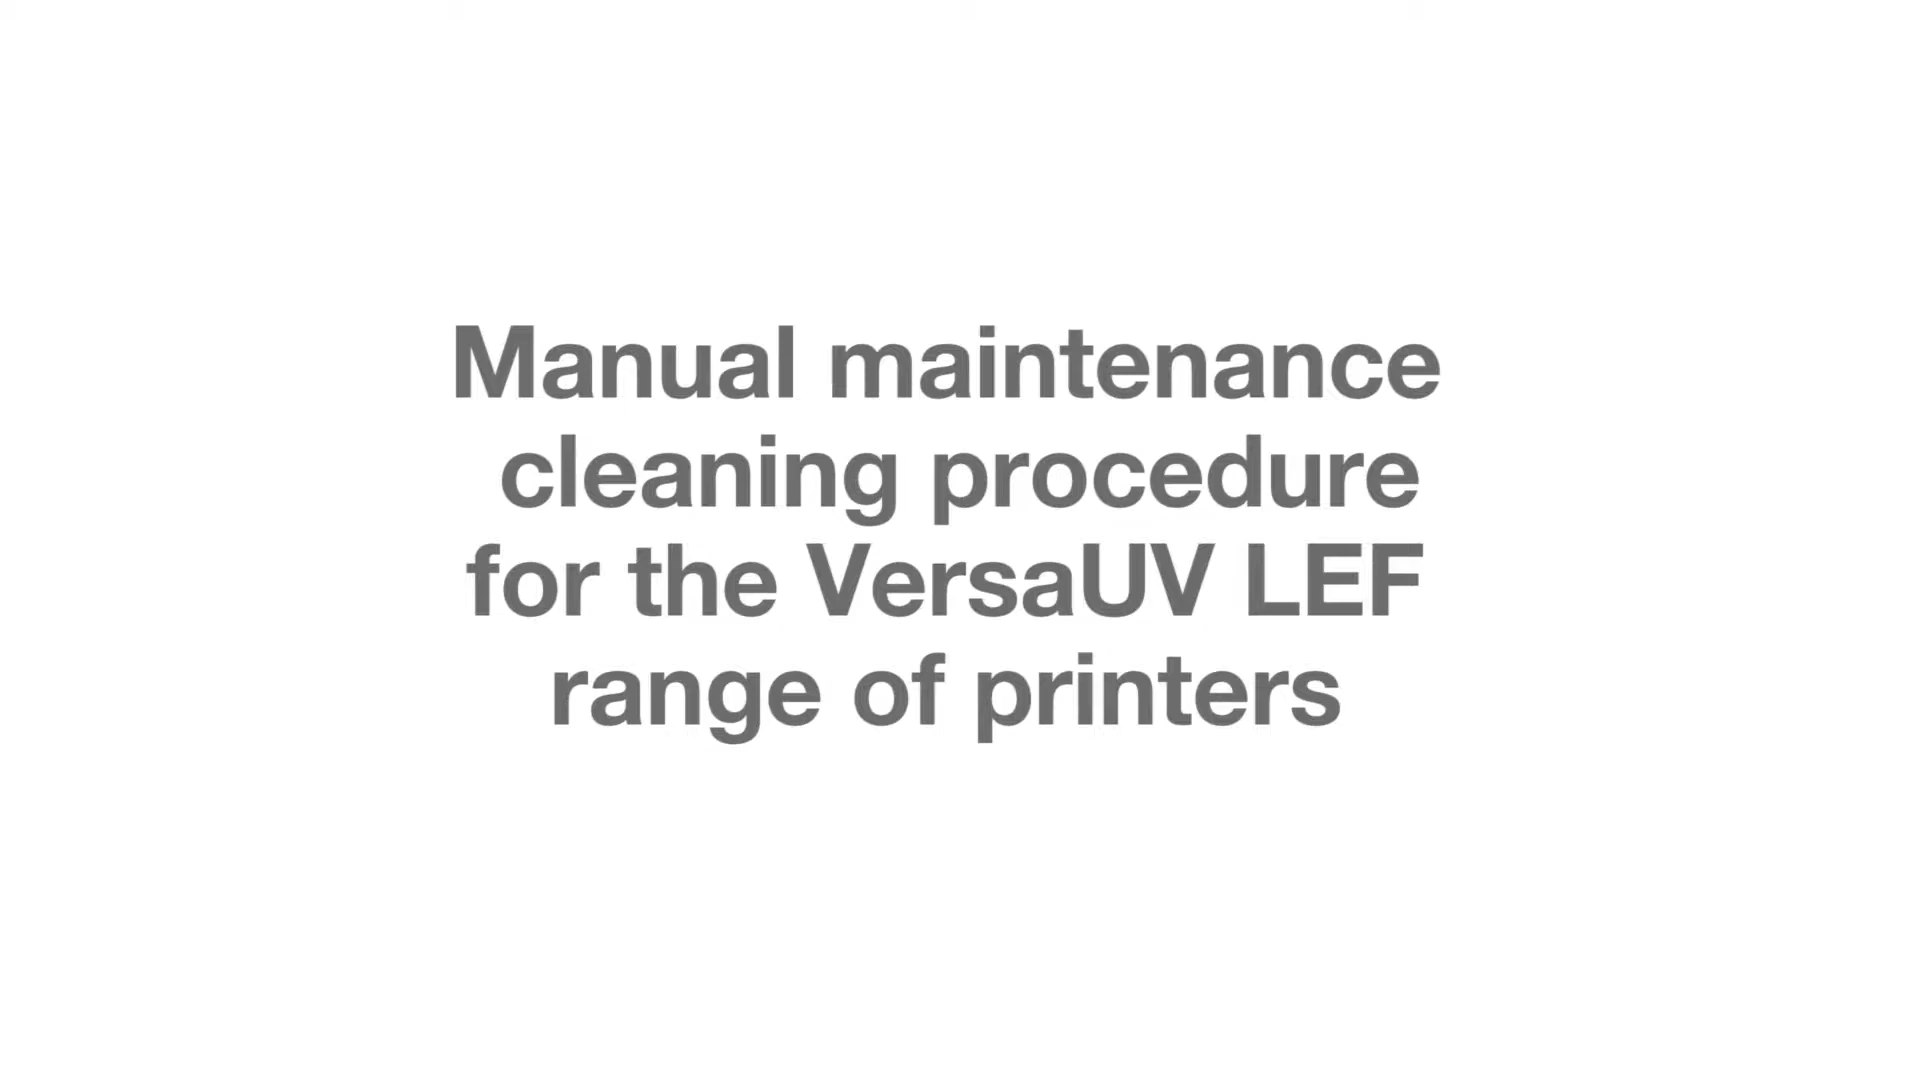 Manual maintenance
cleaning procedure
for the VersaUV LEF
range of printers